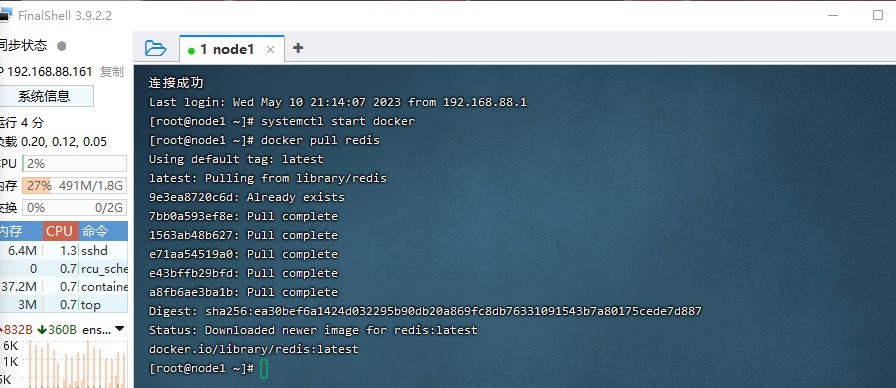 FinalShell 3.9.2.2
同步状态
P 192.168.88.161 复制
系统信息
运行 4 分
负载 0.20, 0.12, 0.05
CPU 2%
内存 27% 491M/1.8G
交换 0% 0/2G
内存 CPU 命令
6.4M 1.3 sshd
0 0.7 rcu_sche
37.2M 0.7 containe
3M 0.7 top
832B 360B ens...
6K
1K
5K
1 node1
连接成功
Last login: Wed May 10 21:14:07 2023 from 192.168.88.1
[root@node1 ~]# systemctl start docker
[root@node1 ~]# docker pull redis
Using default tag: latest
latest: Pulling from library/redis
9e3ea8720c6d: Already exists
7bb0a593ef8e: Pull complete
1563ab48b627: Pull complete
e71aa54519a0: Pull complete
e43bffb29bfd: Pull complete
a8fb6ae3ba1b: Pull complete
Digest: sha256:ea30bef6a1424d032295b90db20a869fc8db76331091543b7a80175cede7d887
Status: Downloaded newer image for redis:latest
docker.io/library/redis:latest
[root@node1 ~]#